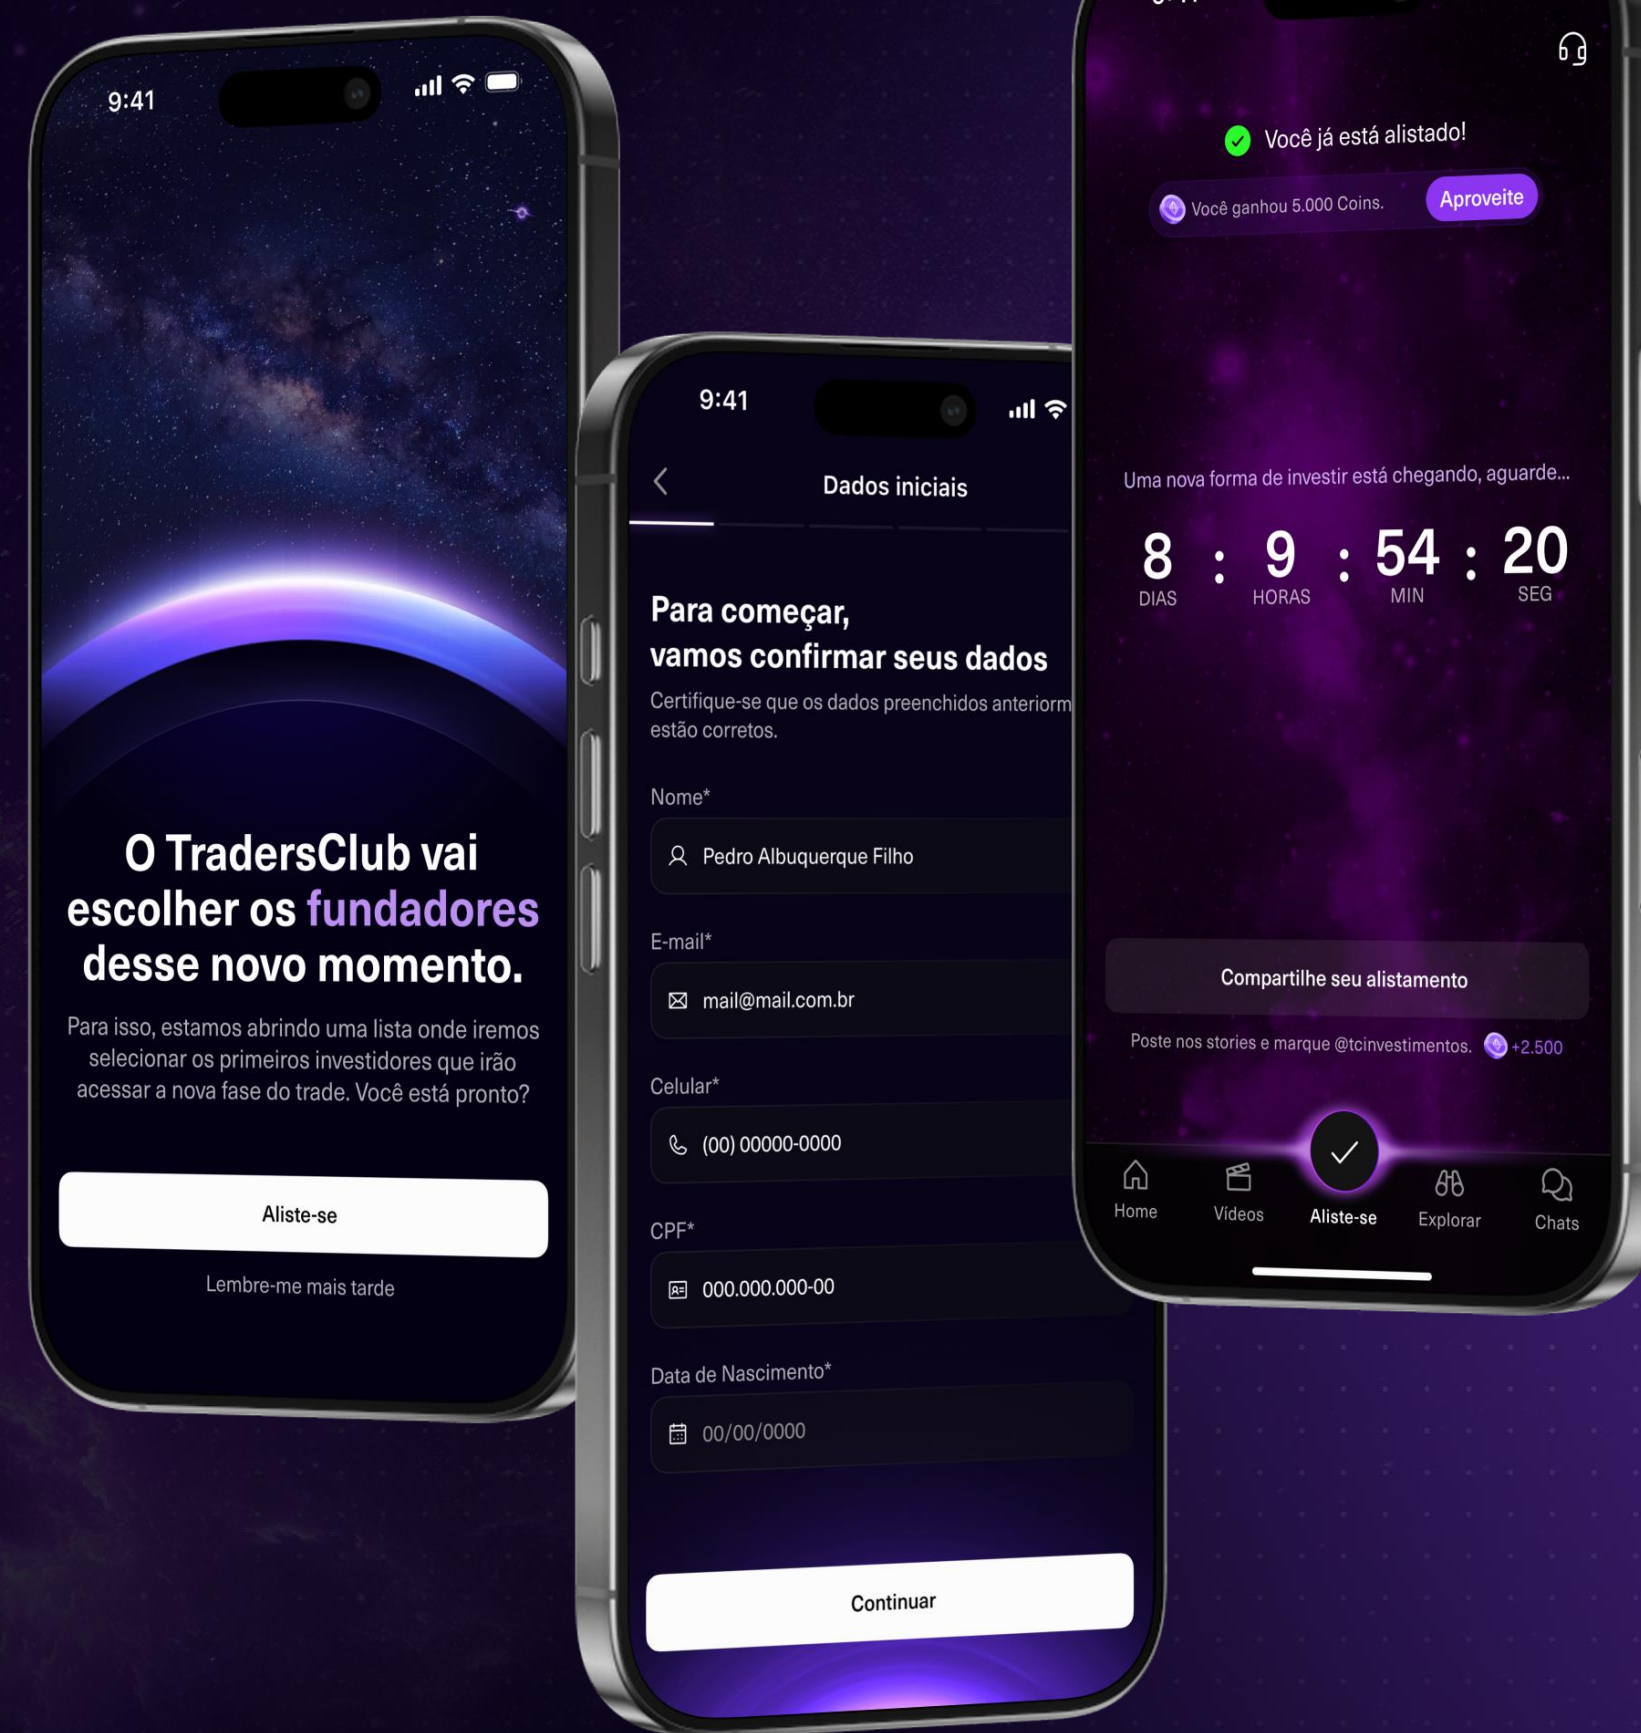 9:41
O TradersClub vai
escolher os fundadores
desse novo momento.
Para isso, estamos abrindo uma lista onde iremos
selecionar os primeiros investidores que irão
acessar a nova fase do trade. Você está pronto?
Aliste-se
Lembre-me mais tarde
9:41
Dados iniciais
Para começar,
vamos confirmar seus dados
Certifique-se que os dados preenchidos anteriorm
estão corretos.
Nome*
Pedro Albuquerque Filho
E-mail*
mail@mail.com.br
Celular*
(00) 00000-0000
CPF*
000.000.000-00
Data de Nascimento*
00/00/0000
Continuar
Você já está alistado!
Você ganhou 5.000 Coins.
Aproveite
Uma nova forma de investir está chegando, aguarde...
8 : 9 : 54 : 20
DIAS HORAS MIN SEG
Compartilhe seu alistamento
Poste nos stories e marque @tcinvestimentos. +2.500
Home Vídeos Aliste-se Explorar Chats